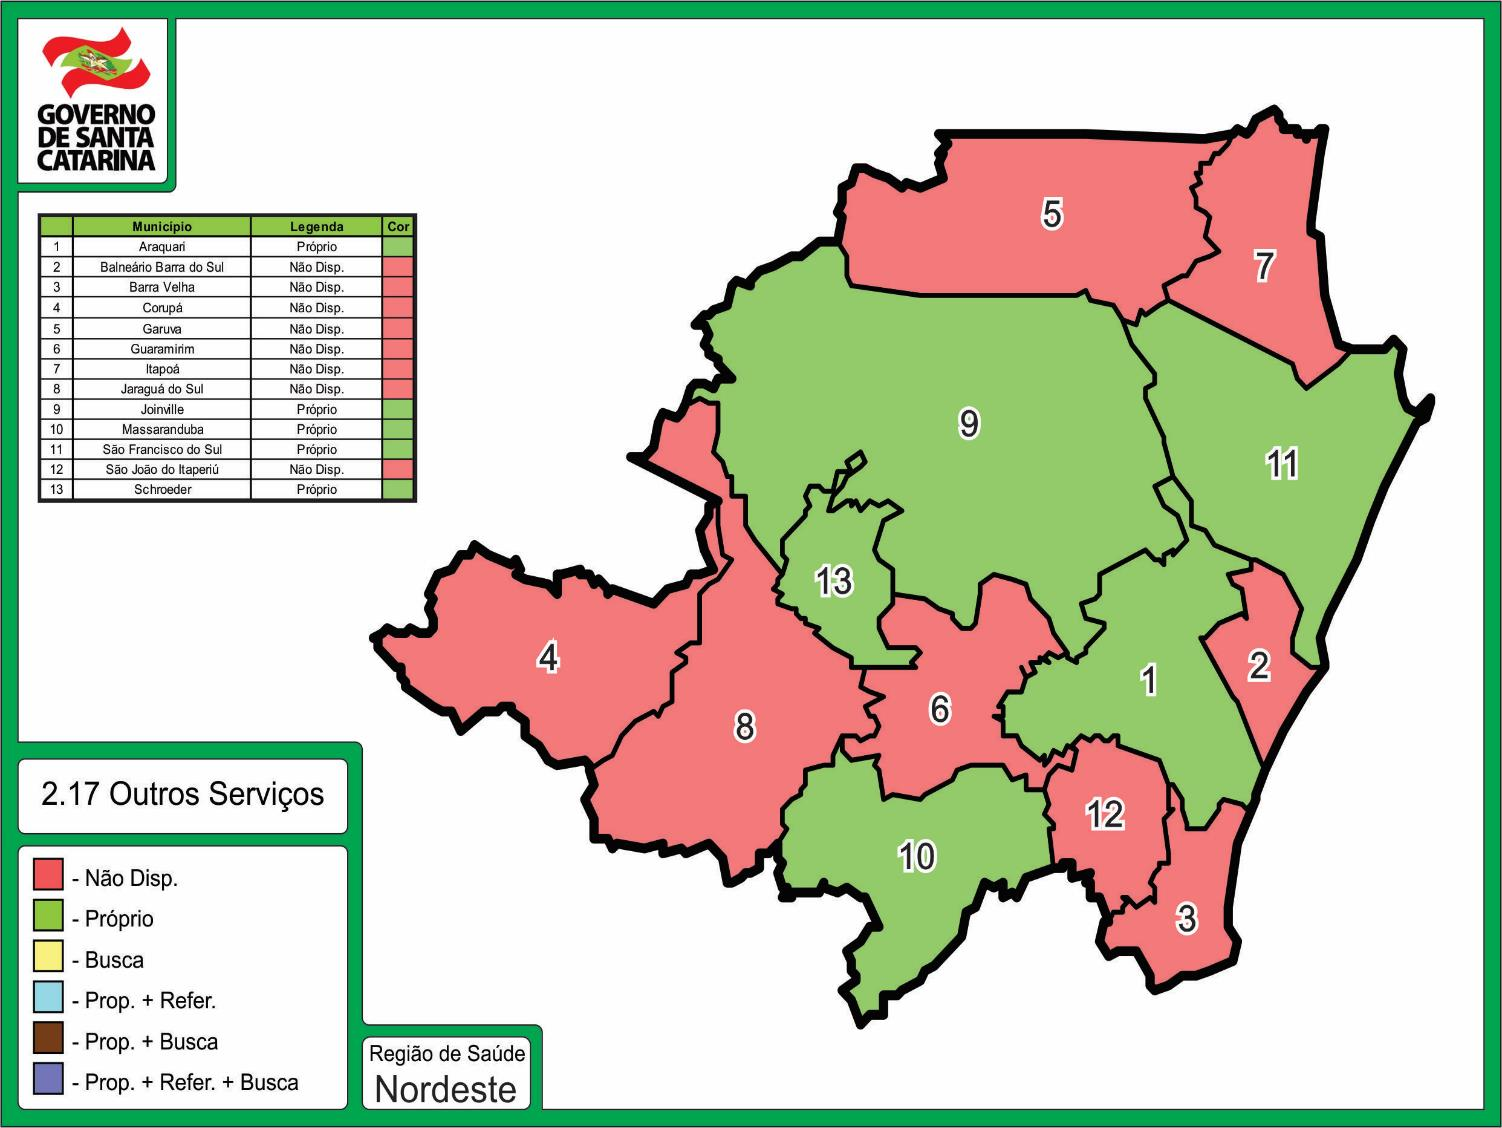 GOVERNO
DE SANTA
CATARINA
Município Legenda Cor
1 Araquari Próprio
2 Balneário Barra do Sul Não Disp.
3 Barra Velha Não Disp.
4 Corupá Não Disp.
5 Garuva Não Disp.
6 Guaramirim Não Disp.
7 Itapoá Não Disp.
8 Jaraguá do Sul Não Disp.
9 Joinville Próprio
10 Massaranduba Próprio
11 São Francisco do Sul Próprio
12 São João do Itaperiú Não Disp.
13 Schroeder Próprio
5
7
9
11
13
4
2
1
6
8
12
10
3
2.17 Outros Serviços
- Não Disp.
- Próprio
- Busca
- Prop. + Refer.
- Prop. + Busca
- Prop. + Refer. + Busca
Região de Saúde
Nordeste